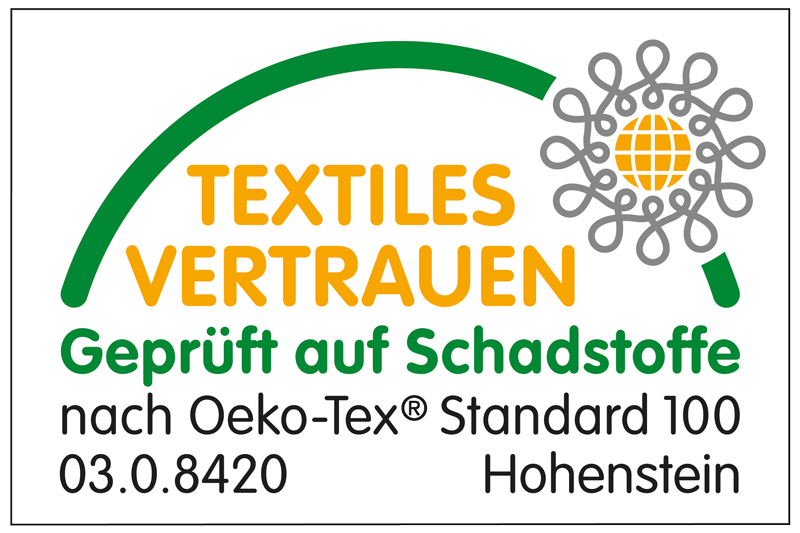 TEXTILES
VERTRAUEN
Geprüft auf Schadstoffe
nach Oeko-Tex® Standard 100
03.0.8420 Hohenstein